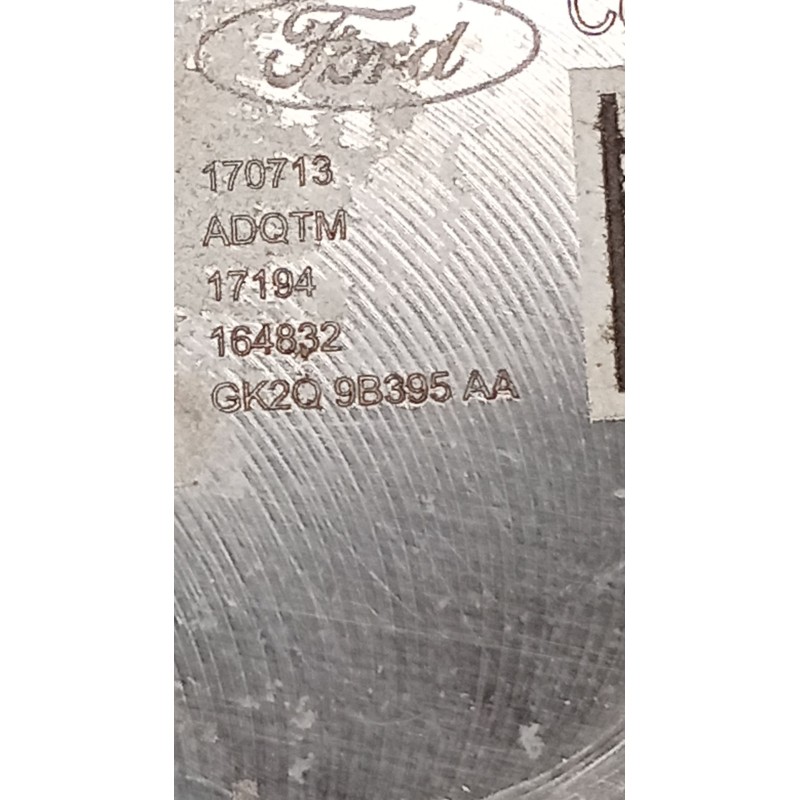 Ford
170713
ADQTM
17194
164832
GK2Q 9B395 AA